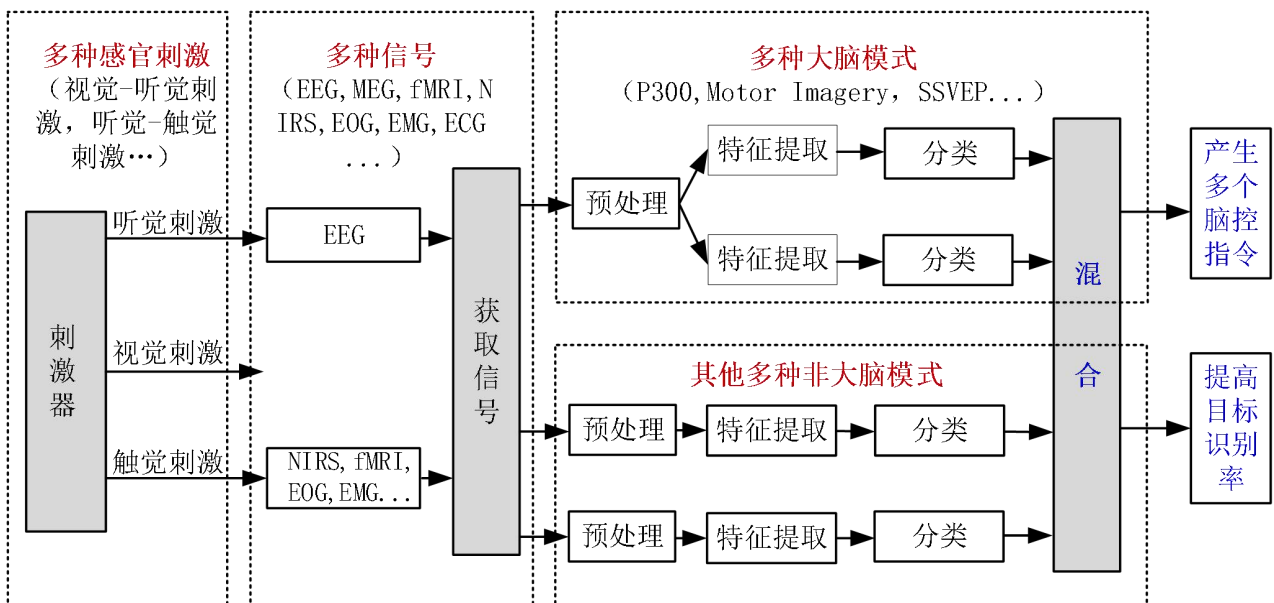 多种感官刺激
（视觉-听觉刺
激，听觉-触觉
刺激…）
刺激器
听觉刺激
视觉刺激
触觉刺激
多种信号
（EEG,MEG,fMRI,N
IRS,EOG,EMG,ECG
...）
EEG
NIRS,fMRI,
EOG,EMG...
获取信号
多种大脑模式
（P300,Motor Imagery，SSVEP...）
预处理
特征提取
分类
特征提取
分类
其他多种非大脑模式
预处理
特征提取
分类
预处理
特征提取
分类
混
合
产生
多个
脑控
指令
提高
目标
识别
率